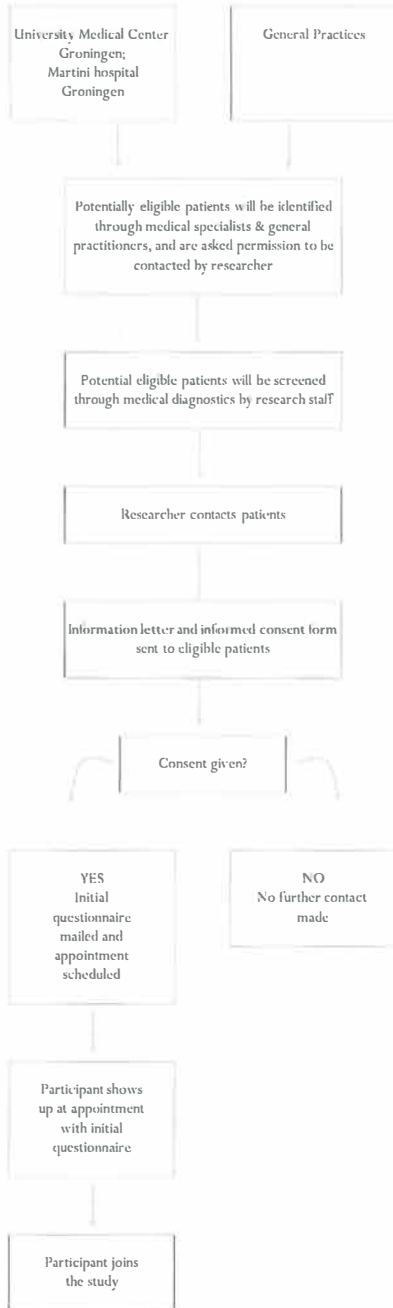 University Medical Center
Groningen;
Martini hospital
Groningen
General Practices
Potentially eligible patients will be identified
through medical specialists & general
practitioners, and are asked permission to be
contacted by researcher
Potential eligible patients will be screened
through medical diagnostics by research staff
Researcher contacts patients
Information letter and informed consent form
sent to eligible patients
Consent given?
YES
Initial
questionnaire
mailed and
appointment
scheduled
NO
No further contact
made
Participant shows
up at appointment
with initial
questionnaire
Participant joins
the study